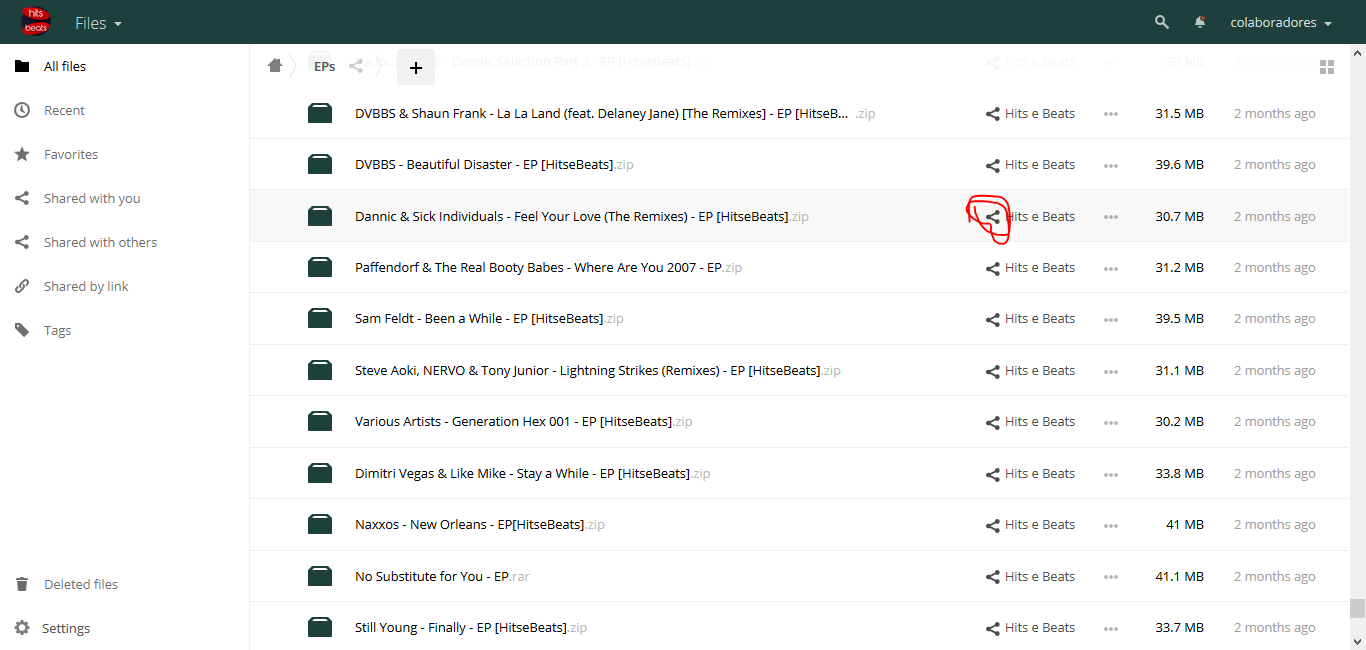 hits
beats
Files
colaboradores
All files
Recent
Favorites
Shared with you
Shared with others
Shared by link
Tags
Deleted files
Settings
EPs
+
Dannic Selection Part 3 - EP [HitseBeats]
39 MB
2 months ago
DVBBS & Shaun Frank - La La Land (feat. Delaney Jane) [The Remixes] - EP [HitseB... .zip Hits e Beats ••• 31.5 MB 2 months ago
DVBBS - Beautiful Disaster - EP [HitseBeats].zip Hits e Beats ••• 39.6 MB 2 months ago
Dannic & Sick Individuals - Feel Your Love (The Remixes) - EP [HitseBeats].zip Hits e Beats ••• 30.7 MB 2 months ago
Paffendorf & The Real Booty Babes - Where Are You 2007 - EP.zip Hits e Beats ••• 31.2 MB 2 months ago
Sam Feldt - Been a While - EP [HitseBeats].zip Hits e Beats ••• 39.5 MB 2 months ago
Steve Aoki, NERVO & Tony Junior - Lightning Strikes (Remixes) - EP [HitseBeats].zip Hits e Beats ••• 31.1 MB 2 months ago
Various Artists - Generation Hex 001 - EP [HitseBeats].zip Hits e Beats ••• 30.2 MB 2 months ago
Dimitri Vegas & Like Mike - Stay a While - EP [HitseBeats].zip Hits e Beats ••• 33.8 MB 2 months ago
Naxxos - New Orleans - EP[HitseBeats].zip Hits e Beats ••• 41 MB 2 months ago
No Substitute for You - EP.rar Hits e Beats ••• 41.1 MB 2 months ago
Still Young - Finally - EP [HitseBeats].zip Hits e Beats ••• 33.7 MB 2 months ago